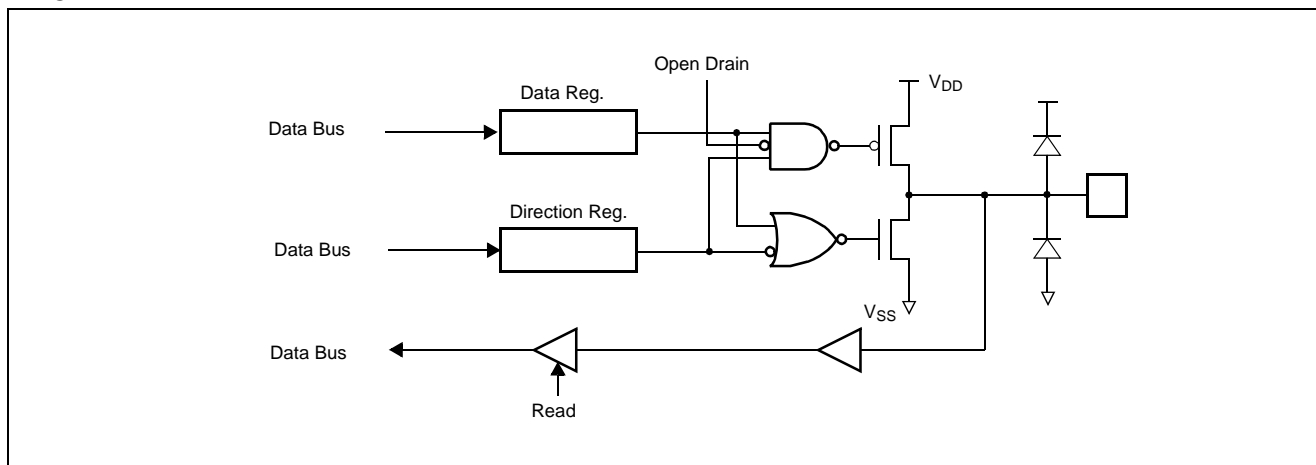 Open Drain
VDD
Data Reg.
Data Bus
Direction Reg.
Data Bus
VSS
Data Bus
Read